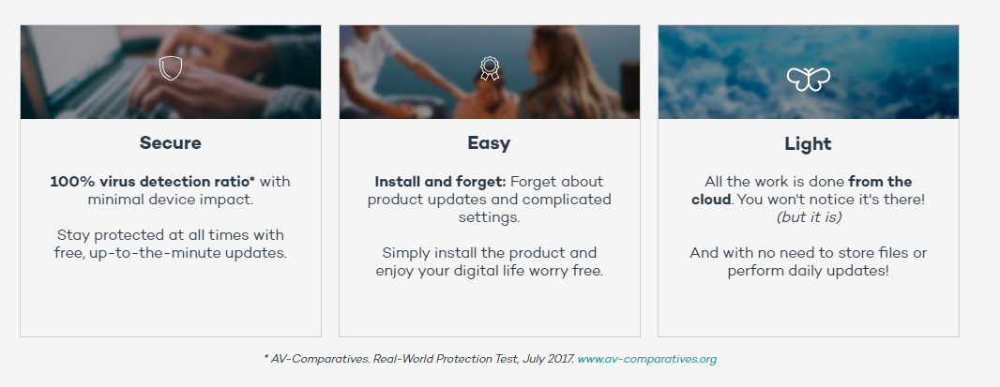 Secure
100% virus detection ratio* with
minimal device impact.
Stay protected at all times with
free, up-to-the-minute updates.
Easy
Install and forget: Forget about
product updates and complicated
settings.
Simply install the product and
enjoy your digital life worry free.
Light
All the work is done from the
cloud. You won't notice it's there!
(but it is)
And with no need to store files or
perform daily updates!
* AV-Comparatives. Real-World Protection Test, July 2017. www.av-comparatives.org